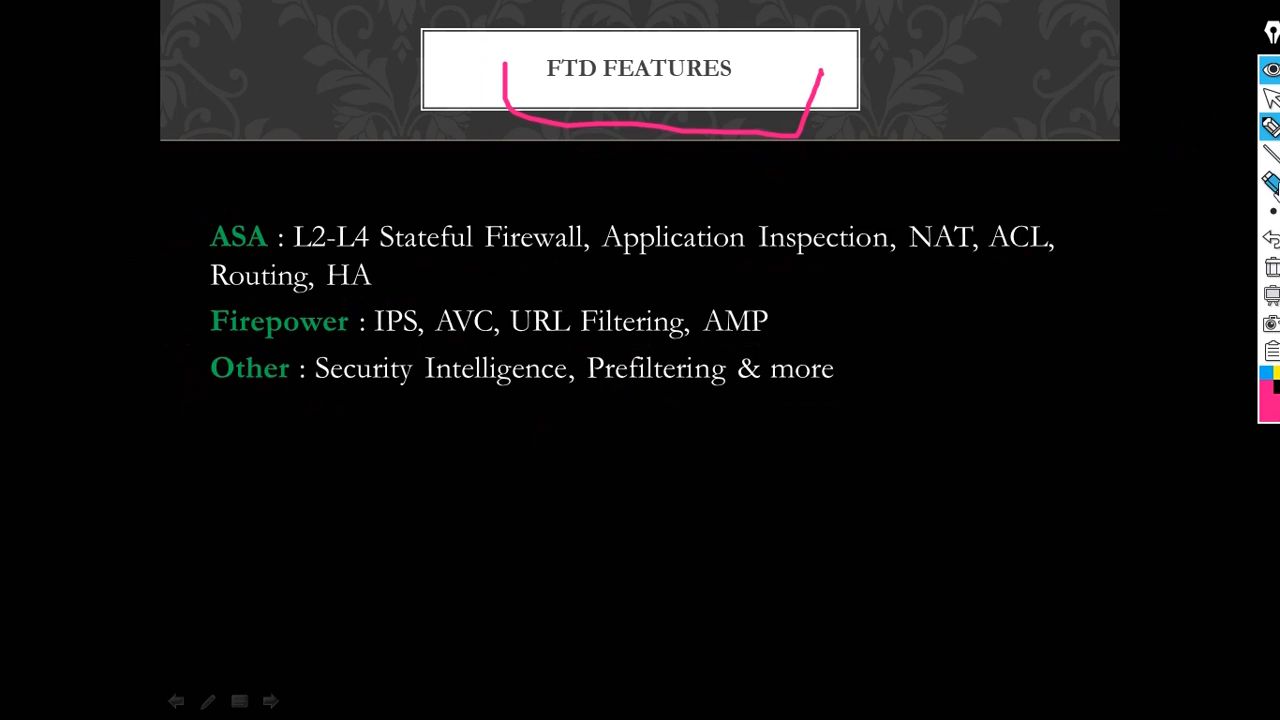 FTD FEATURES
ASA : L2-L4 Stateful Firewall, Application Inspection, NAT, ACL,
Routing, HA
Firepower : IPS, AVC, URL Filtering, AMP
Other : Security Intelligence, Prefiltering & more